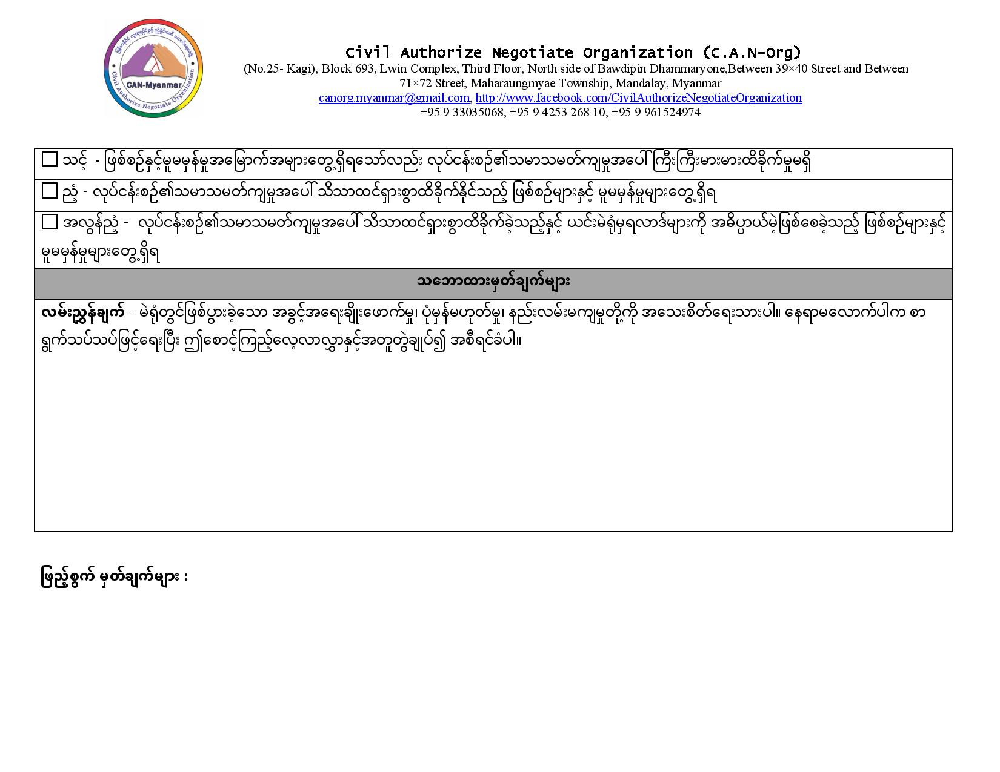 Civil Authorize Negotiate Organization (C.A.N-Org)
(No.25- Kagi), Block 693, Lwin Complex, Third Floor, North side of Bawdipin Dhammaryone,Between 39×40 Street and Between
71×72 Street, Maharaungmyae Township, Mandalay, Myanmar
canorg.myanmar@gmail.com, http://www.facebook.com/CivilAuthorizeNegotiateOrganization
+95 9 33035068, +95 9 4253 268 10, +95 9 961524974
CAN-Myanmar
Civil Authorize Negotiate Organization
သင့် - ဖြစ်စဉ်နှင့်မူမမှန်မှုအမြောက်အများတွေ့ရှိရသော်လည်း လုပ်ငန်းစဉ်၏သမာသမတ်ကျမှုအပေါ် ကြီးကြီးမားမားထိခိုက်မှုမရှိ
ညံ့ - လုပ်ငန်းစဉ်၏သမာသမတ်ကျမှုအပေါ် သိသာထင်ရှားစွာထိခိုက်နိုင်သည့် ဖြစ်စဉ်များနှင့် မူမမှန်မှုများတွေ့ရှိရ
အလွန်ညံ့ - လုပ်ငန်းစဉ်၏သမာသမတ်ကျမှုအပေါ် သိသာထင်ရှားစွာထိခိုက်ခဲ့သည့်နှင့် ယင်းမဲရုံမှရလာဒ်များကို အဓိပ္ပာယ်မဲ့ဖြစ်စေခဲ့သည့် ဖြစ်စဉ်များနှင့်
မူမမှန်မှုများတွေ့ရှိရ
သဘောထားမှတ်ချက်များ
လမ်းညွှန်ချက် - မဲရုံတွင်ဖြစ်ပွားခဲ့သော အခွင့်အရေးချိုးဖောက်မှု၊ ပုံမှန်မဟုတ်မှု၊ နည်းလမ်းမကျမှုတို့ကို အသေးစိတ်ရေးသားပါ။ နေရာမလောက်ပါက စာ
ရွက်သပ်သပ်ဖြင့်ရေးပြီး ဤစောင့်ကြည့်လေ့လာလွှာနှင့်အတူတွဲချုပ်၍ အစီရင်ခံပါ။
ဖြည့်စွက် မှတ်ချက်များ :